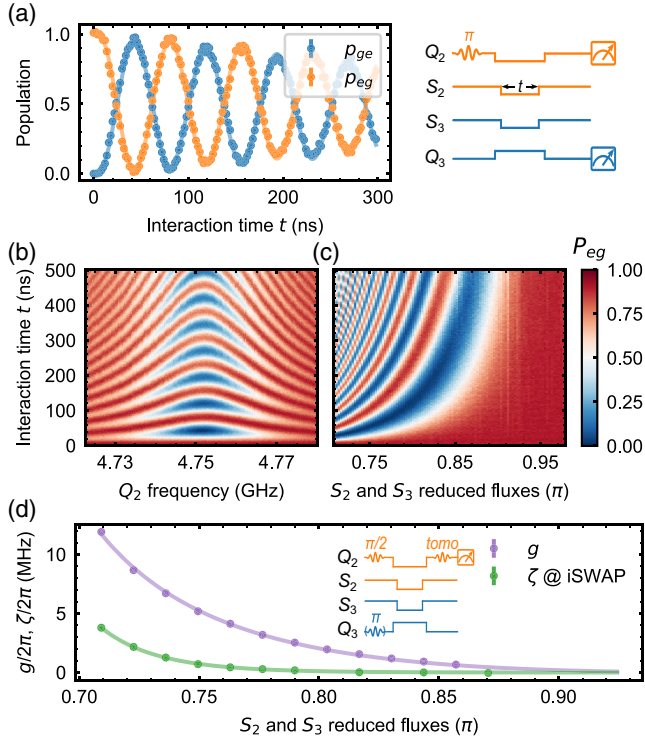 (a)
1.0
0.5
0.0
Population
0
100
200
300
Interaction time t (ns)
p_ge
p_eg
Q_2
π
S_2
t
S_3
Q_3
(b)
(c)
P_eg
500
400
300
200
100
0
Interaction time t (ns)
4.73
4.75
4.77
Q_2 frequency (GHz)
0.75
0.85
0.95
S_2 and S_3 reduced fluxes (π)
1.00
0.75
0.50
0.25
0.00
(d)
10
5
0
g/2π, ζ/2π (MHz)
π/2
tomo
Q_2
S_2
S_3
(π)
Q_3
g
ζ @ iSWAP
0.70
0.75
0.80
0.85
0.90
S_2 and S_3 reduced fluxes (π)